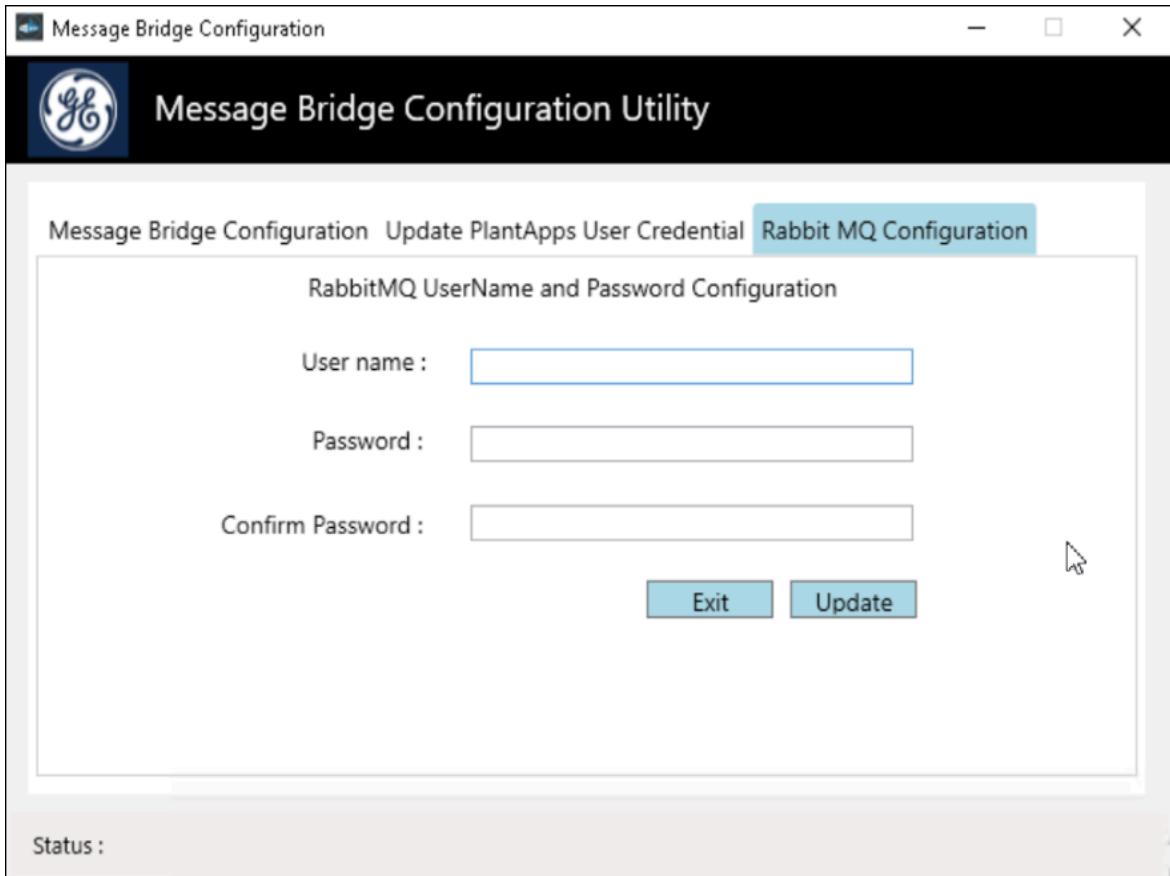 Message Bridge Configuration
GE
Message Bridge Configuration Utility
Message Bridge Configuration Update PlantApps User Credential Rabbit MQ Configuration
RabbitMQ UserName and Password Configuration
User name :
Password :
Confirm Password :
Exit Update
Status :